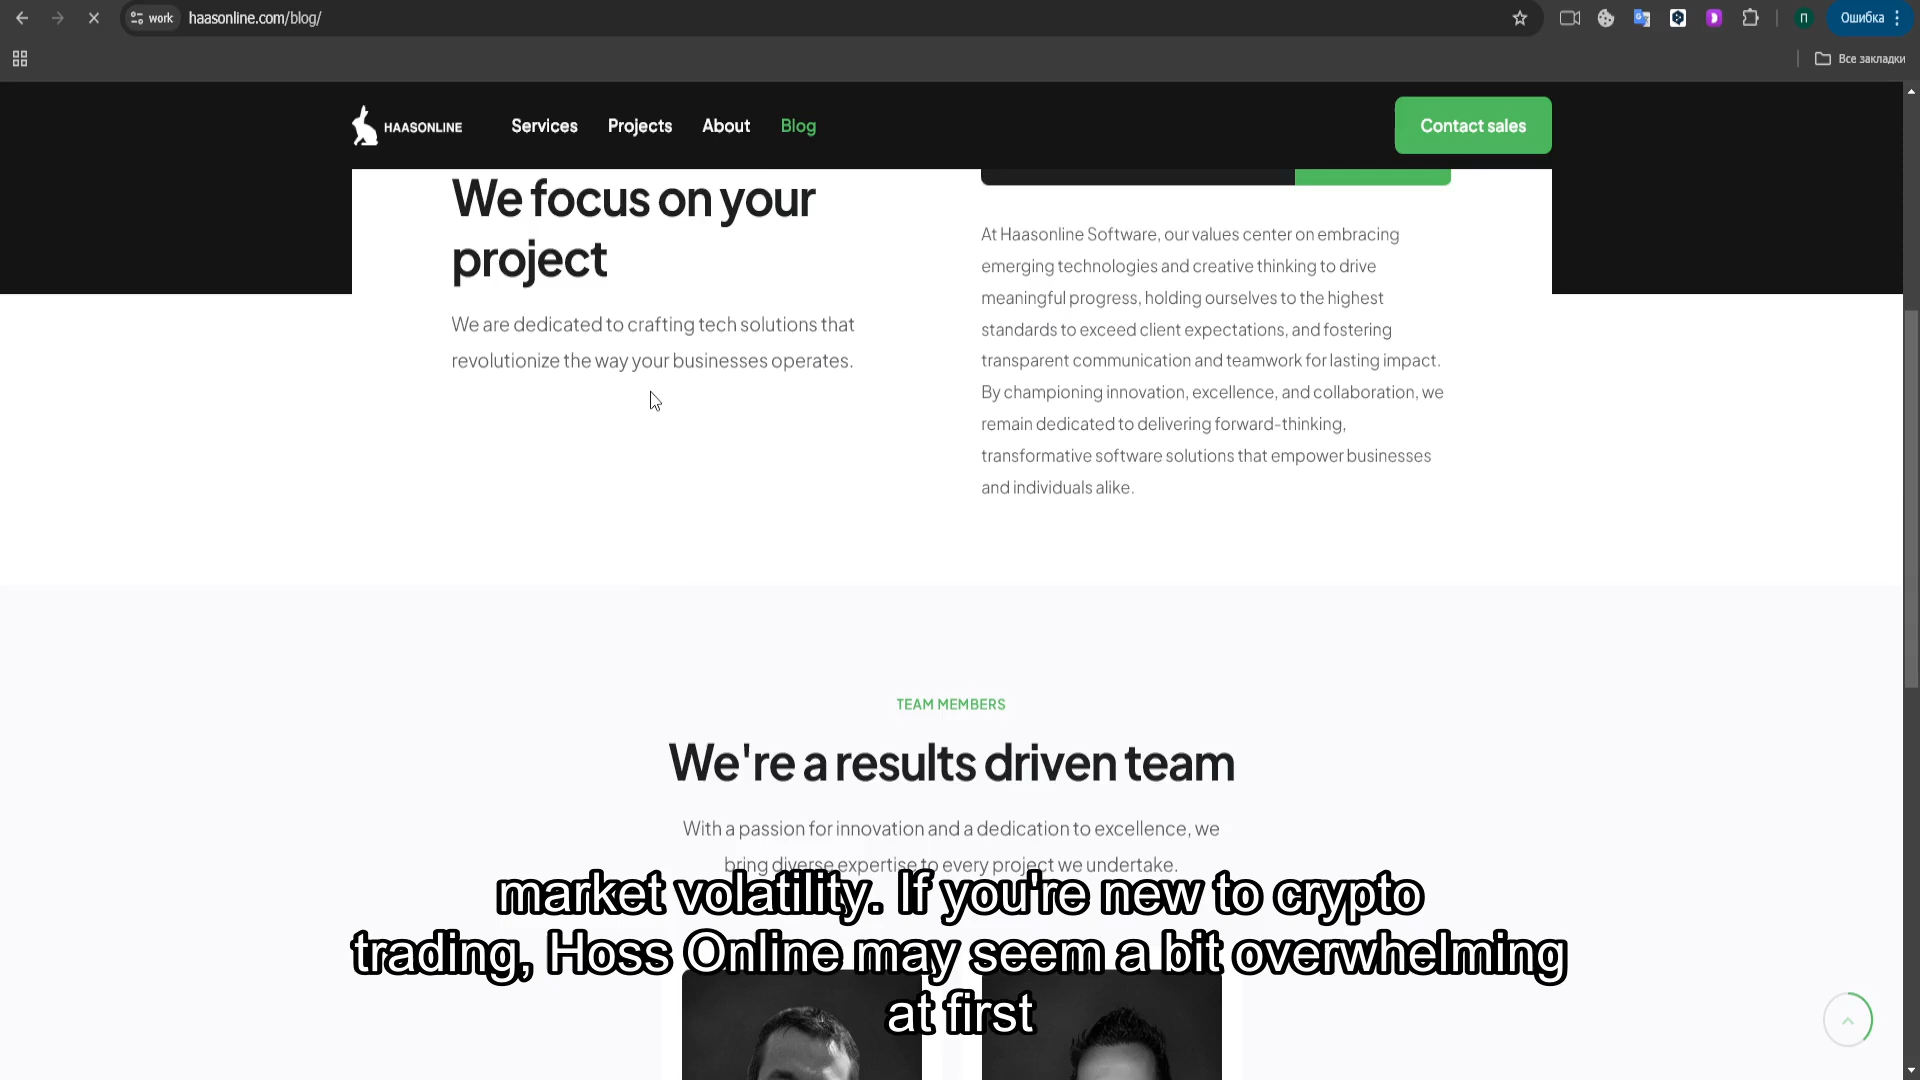 work
haasonline.com/blog/
П
Ошибка
Все закладки
HAASONLINE
Services
Projects
About
Blog
Contact sales
We focus on your
project
We are dedicated to crafting tech solutions that
revolutionize the way your businesses operates.
At Haasonline Software, our values center on embracing
emerging technologies and creative thinking to drive
meaningful progress, holding ourselves to the highest
standards to exceed client expectations, and fostering
transparent communication and teamwork for lasting impact.
By championing innovation, excellence, and collaboration, we
remain dedicated to delivering forward-thinking,
transformative software solutions that empower businesses
and individuals alike.
TEAM MEMBERS
We're a results driven team
With a passion for innovation and a dedication to excellence, we
bring diverse expertise to every project we undertake.
market volatility. If you're new to crypto
trading, Hoss Online may seem a bit overwhelming
at first